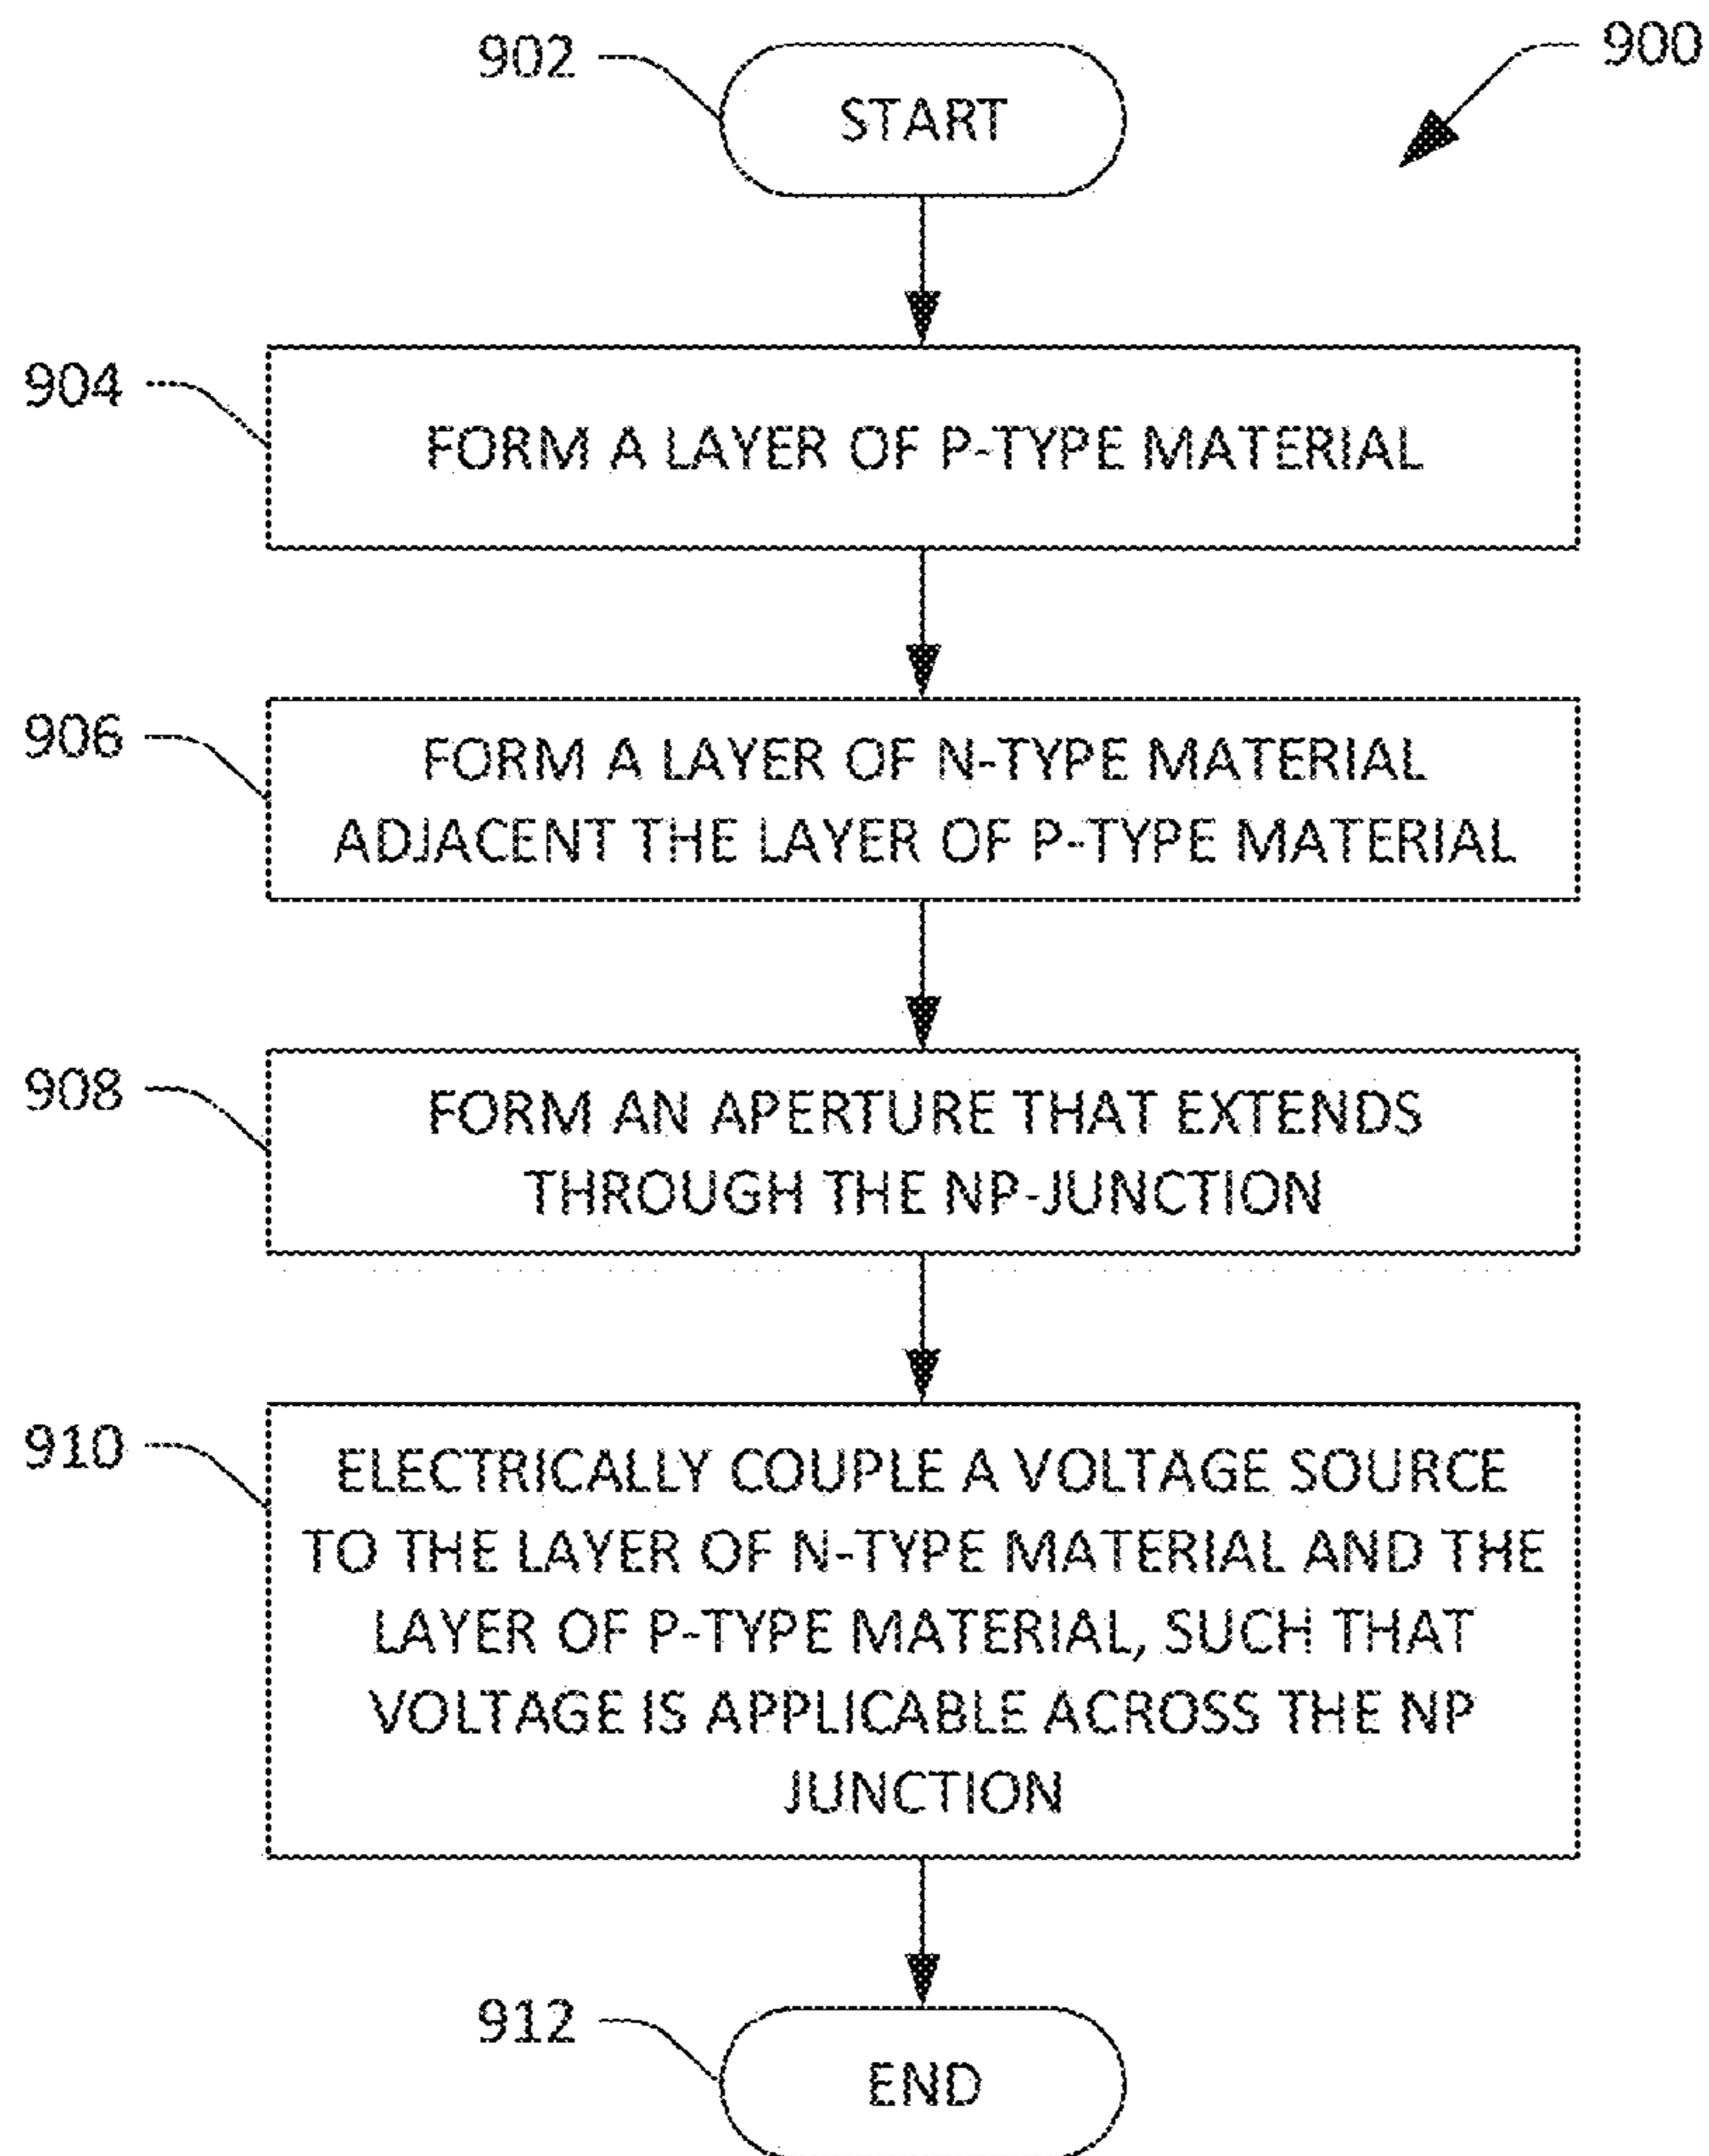 902
START
900
904
FORM A LAYER OF P-TYPE MATERIAL
906
FORM A LAYER OF N-TYPE MATERIAL
ADJACENT THE LAYER OF P-TYPE MATERIAL
908
FORM AN APERTURE THAT EXTENDS
THROUGH THE NP-JUNCTION
910
ELECTRICALLY COUPLE A VOLTAGE SOURCE
TO THE LAYER OF N-TYPE MATERIAL AND THE
LAYER OF P-TYPE MATERIAL, SUCH THAT
VOLTAGE IS APPLICABLE ACROSS THE NP
JUNCTION
912
END